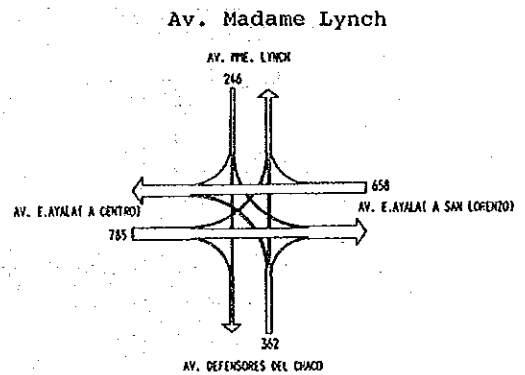 Av. Madame Lynch
AV. MME. LYNCH
246
658
AV. E.AYALA( A CENTRO)
AV. E.AYALA( A SAN LORENZO)
785
362
AV. DEFENSORES DEL CHACO